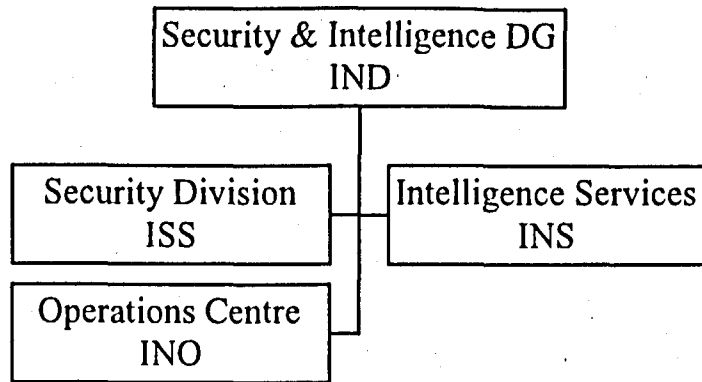 Security & Intelligence DG
IND
Security Division
ISS
Intelligence Services
INS
Operations Centre
INO